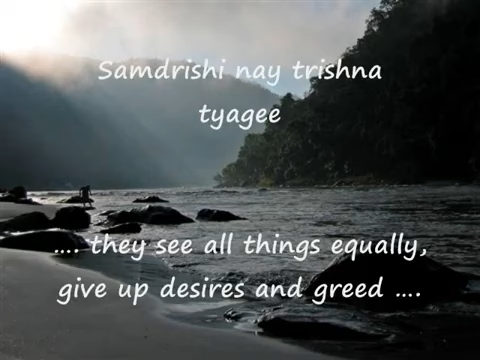 Samdrishi nay trishna
tyagee
.... they see all things equally,
give up desires and greed ....